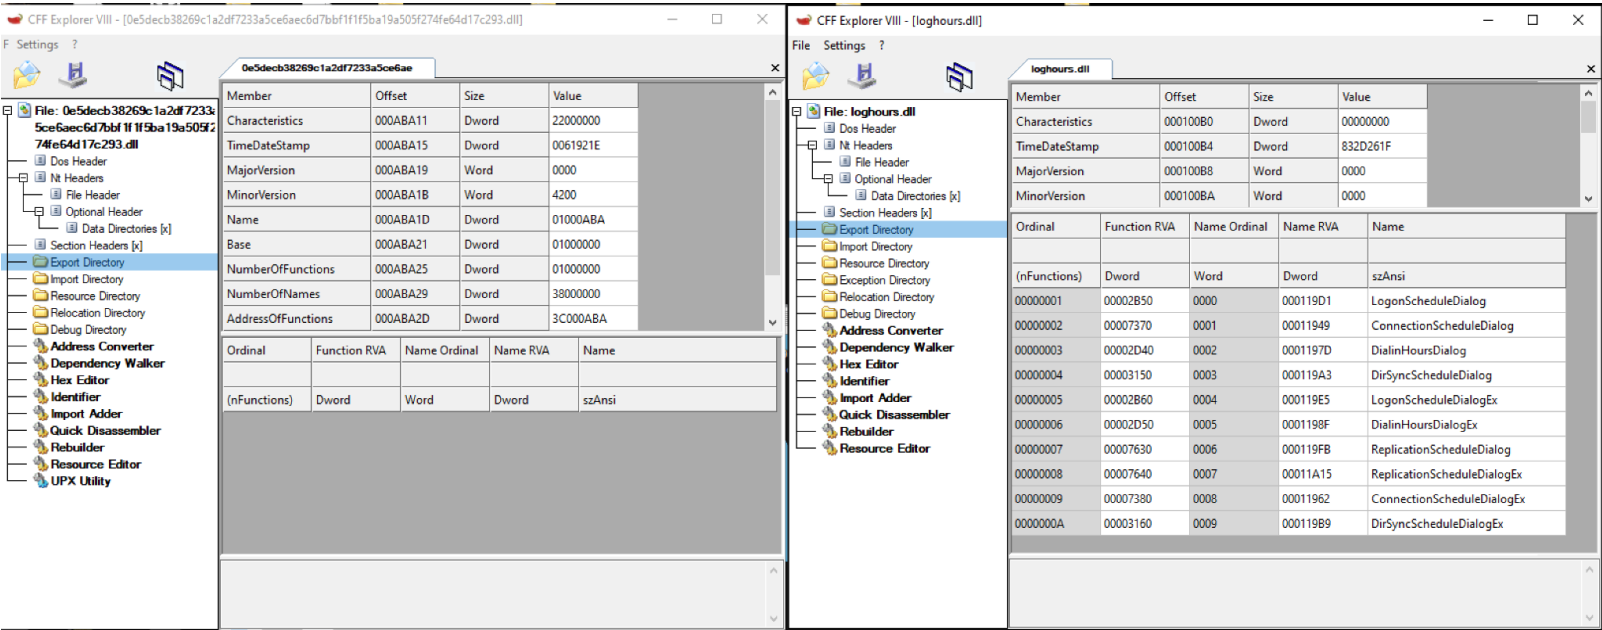 CFF Explorer VIII - [0e5decb38269c1a2df7233a5ce6aec6d7bbf1f1f5ba19a505f274fe64d17c293.dll]
F Settings ?
0e5decb38269c1a2df7233a5ce6ae
File: 0e5decb38269c1a2df7233a
5ce6aec6d7bbf1f1f5ba19a505f2
74fe64d17c293.dll
Dos Header
Nt Headers
File Header
Optional Header
Data Directories [x]
Section Headers [x]
Export Directory
Import Directory
Resource Directory
Relocation Directory
Debug Directory
Address Converter
Dependency Walker
Hex Editor
Identifier
Import Adder
Quick Disassembler
Rebuilder
Resource Editor
UPX Utility
Member Offset Size Value
Characteristics 000ABA11 Dword 22000000
TimeDateStamp 000ABA15 Dword 0061921E
MajorVersion 000ABA19 Word 0000
MinorVersion 000ABA1B Word 4200
Name 000ABA1D Dword 01000ABA
Base 000ABA21 Dword 01000000
NumberOfFunctions 000ABA25 Dword 01000000
NumberOfNames 000ABA29 Dword 38000000
AddressOfFunctions 000ABA2D Dword 3C000ABA
Ordinal Function RVA Name Ordinal Name RVA Name
(nFunctions) Dword Word Dword szAnsi
CFF Explorer VIII - [loghours.dll]
File Settings ?
loghours.dll
File: loghours.dll
Dos Header
Nt Headers
File Header
Optional Header
Data Directories [x]
Section Headers [x]
Export Directory
Import Directory
Resource Directory
Exception Directory
Relocation Directory
Debug Directory
Address Converter
Dependency Walker
Hex Editor
Identifier
Import Adder
Quick Disassembler
Rebuilder
Resource Editor
Member Offset Size Value
Characteristics 000100B0 Dword 00000000
TimeDateStamp 000100B4 Dword 832D261F
MajorVersion 000100B8 Word 0000
MinorVersion 000100BA Word 0000
Ordinal Function RVA Name Ordinal Name RVA Name
(nFunctions) Dword Word Dword szAnsi
00000001 00002B50 0000 000119D1 LogonScheduleDialog
00000002 00007370 0001 00011949 ConnectionScheduleDialog
00000003 00002D40 0002 0001197D DialinHoursDialog
00000004 00003150 0003 000119A3 DirSyncScheduleDialog
00000005 00002B60 0004 000119E5 LogonScheduleDialogEx
00000006 00002D50 0005 0001198F DialinHoursDialogEx
00000007 00007630 0006 000119FB ReplicationScheduleDialog
00000008 00007640 0007 00011A15 ReplicationScheduleDialogEx
00000009 00007380 0008 00011962 ConnectionScheduleDialogEx
0000000A 00003160 0009 000119B9 DirSyncScheduleDialogEx